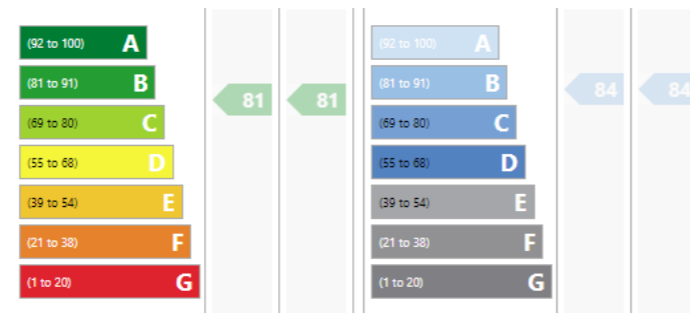 (92 to 100) A
(81 to 91) B
81
81
(69 to 80) C
(55 to 68) D
(39 to 54) E
(21 to 38) F
(1 to 20) G
(92 to 100) A
(81 to 91) B
84
84
(69 to 80) C
(55 to 68) D
(39 to 54) E
(21 to 38) F
(1 to 20) G